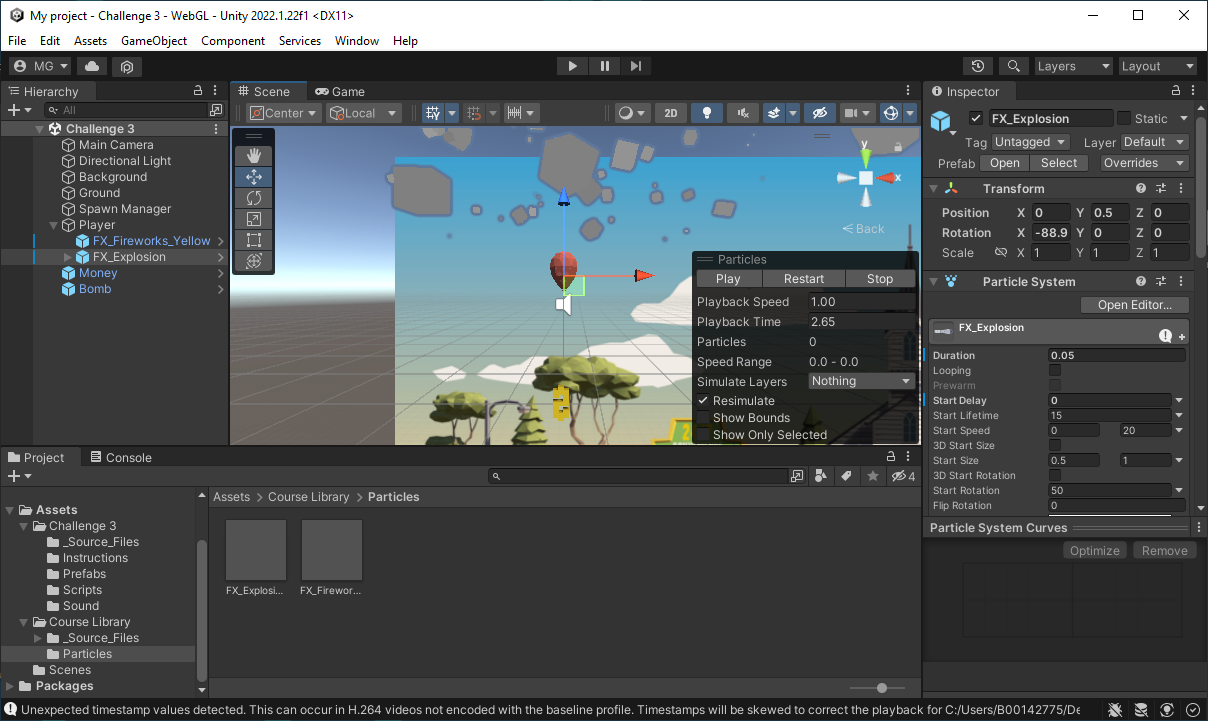 My project - Challenge 3 - WebGL - Unity 2022.1.22f1 <DX11>
File Edit Assets GameObject Component Services Window Help
MG Layers Layout
Hierarchy
All
Challenge 3
Main Camera
Directional Light
Background
Ground
Spawn Manager
Player
FX_Fireworks_Yellow
FX_Explosion
Money
Bomb
Scene Game
Center Local 2D
y
x
Back
Particles
Play Restart Stop
Playback Speed 1.00
Playback Time 2.65
Particles 0
Speed Range 0.0 - 0.0
Simulate Layers Nothing
Resimulate
Show Bounds
Show Only Selected
Inspector
FX_Explosion Static
Tag Untagged Layer Default
Prefab Open Select Overrides
Transform
Position X 0 Y 0.5 Z 0
Rotation X -88.9 Y 0 Z 0
Scale X 1 Y 1 Z 1
Particle System
Open Editor...
FX_Explosion
Duration 0.05
Looping
Prewarm
Start Delay 0
Start Lifetime 15
Start Speed 0 20
3D Start Size
Start Size 0.5 1
3D Start Rotation
Start Rotation 50
Flip Rotation 0
Particle System Curves
Optimize Remove
Project Console
4
Assets
Challenge 3
_Source_Files
Instructions
Prefabs
Scripts
Sound
Course Library
_Source_Files
Particles
Scenes
Packages
Assets > Course Library > Particles
FX_Explosi... FX_Firewor...
Unexpected timestamp values detected. This can occur in H.264 videos not encoded with the baseline profile. Timestamps will be skewed to correct the playback for C:/Users/B00142775/De